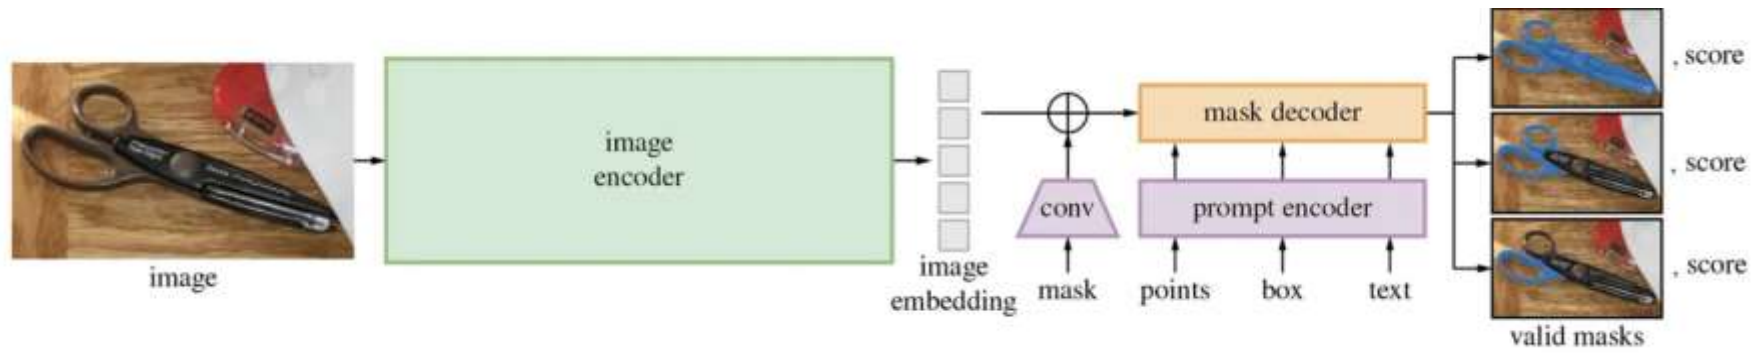 image
image
encoder
image
embedding
conv
mask
mask decoder
prompt encoder
points
box
text
, score
, score
, score
valid masks